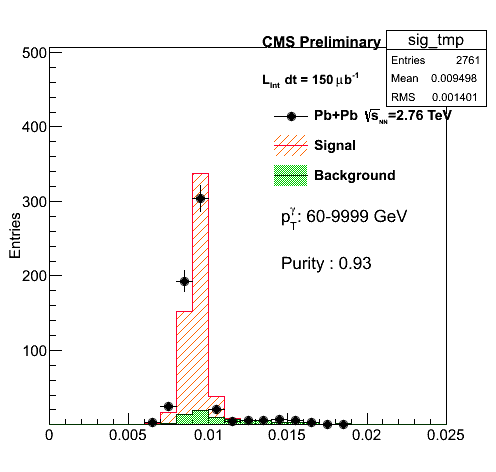 CMS Preliminary
sig_tmp
Entries 2761
Mean 0.009498
RMS 0.001401
L_Int dt = 150 μb⁻¹
Pb+Pb √s_NN=2.76 TeV
Signal
Background
p_T^γ: 60-9999 GeV
Purity : 0.93
Entries
500
400
300
200
100
0 0.005 0.01 0.015 0.02 0.025